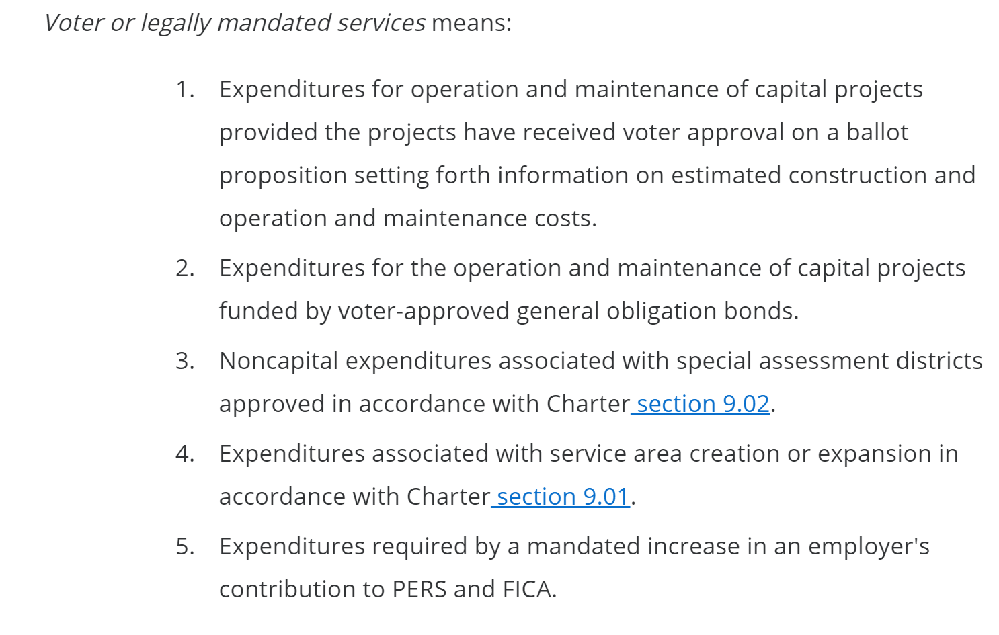 Voter or legally mandated services means:
1. Expenditures for operation and maintenance of capital projects
provided the projects have received voter approval on a ballot
proposition setting forth information on estimated construction and
operation and maintenance costs.
2. Expenditures for the operation and maintenance of capital projects
funded by voter-approved general obligation bonds.
3. Noncapital expenditures associated with special assessment districts
approved in accordance with Charter section 9.02.
4. Expenditures associated with service area creation or expansion in
accordance with Charter section 9.01.
5. Expenditures required by a mandated increase in an employer's
contribution to PERS and FICA.